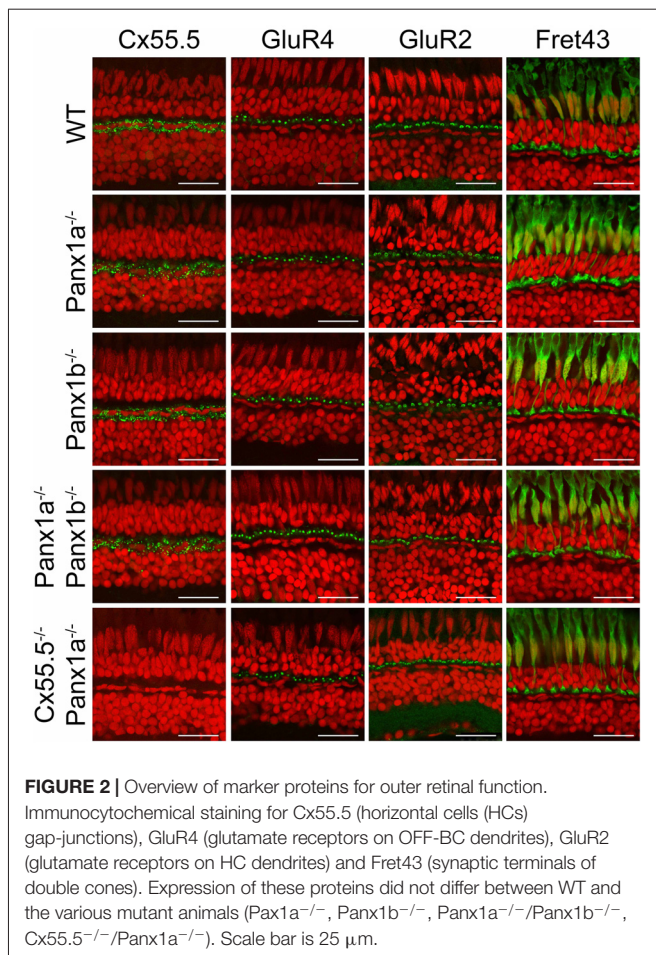 Cx55.5 GluR4 GluR2 Fret43
WT
Panx1a-/-
Panx1b-/-
Panx1a-/-
Panx1b-/-
Cx55.5-/-
Panx1a-/-
FIGURE 2 | Overview of marker proteins for outer retinal function.
Immunocytochemical staining for Cx55.5 (horizontal cells (HCs)
gap-junctions), GluR4 (glutamate receptors on OFF-BC dendrites), GluR2
(glutamate receptors on HC dendrites) and Fret43 (synaptic terminals of
double cones). Expression of these proteins did not differ between WT and
the various mutant animals (Pax1a−/−, Panx1b−/−, Panx1a−/−/Panx1b−/−,
Cx55.5−/−/Panx1a−/−). Scale bar is 25 μm.